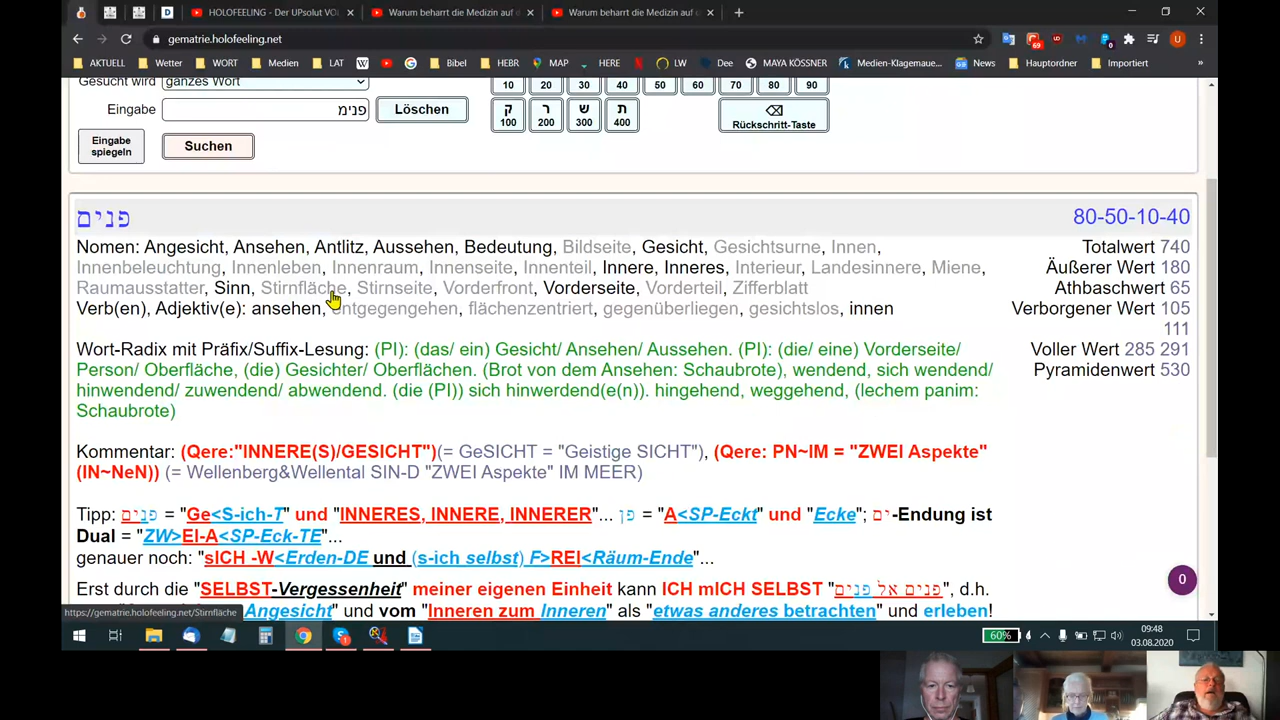 HOLOFEELING - Der UPsolut VO
Warum beharrt die Medizin auf
Warum beharrt die Medizin auf
gematrie.holofeeling.net
AKTUELL Wetter WORT Medien LAT Bibel HEBR MAP HERE LW Dee MAYA KÖSSNER Medien-Klagemaue... News Hauptordner Importiert »
Gesucht wird ganzes Wort
10 20 30 40 50 60 70 80 90
Eingabe פנימ Löschen
ק ר ש ת
100 200 300 400
Rückschritt-Taste
Eingabe spiegeln
Suchen
פנים 80-50-10-40
Nomen: Angesicht, Ansehen, Antlitz, Aussehen, Bedeutung, Bildseite, Gesicht, Gesichtsurne, Innen, Totalwert 740
Innenbeleuchtung, Innenleben, Innenraum, Innenseite, Innenteil, Innere, Inneres, Interieur, Landesinnere, Miene, Äußerer Wert 180
Raumausstatter, Sinn, Stirnfläche, Stirnseite, Vorderfront, Vorderseite, Vorderteil, Zifferblatt Athbaschwert 65
Verb(en), Adjektiv(e): ansehen, entgegengehen, flächenzentriert, gegenüberliegen, gesichtslos, innen Verborgener Wert 105
111
Wort-Radix mit Präfix/Suffix-Lesung: (PI): (das/ ein) Gesicht/ Ansehen/ Aussehen. (PI): (die/ eine) Vorderseite/ Voller Wert 285 291
Person/ Oberfläche, (die) Gesichter/ Oberflächen. (Brot von dem Ansehen: Schaubrote), wendend, sich wendend/ Pyramidenwert 530
hinwendend/ zuwendend/ abwendend. (die (PI)) sich hinwerdend(e(n)). hingehend, weggehend, (lechem panim:
Schaubrote)
Kommentar: (Qere:"INNERE(S)/GESICHT")(= GeSICHT = "Geistige SICHT"), (Qere: PN~IM = "ZWEI Aspekte"
(IN~NeN)) (= Wellenberg&Wellental SIN-D "ZWEI Aspekte" IM MEER)
Tipp: פנים = "Ge<S-ich-T" und "INNERES, INNERE, INNERER"... פן = "A<SP-Eckt" und "Ecke"; ים-Endung ist
Dual = "ZW>EI-A<SP-Eck-TE"...
genauer noch: "sICH -W<Erden-DE und (s-ich selbst) F>REI<Räum-Ende"...
Erst durch die "SELBST-Vergessenheit" meiner eigenen Einheit kann ICH mICH SELBST "פנים אל פנים", d.h.
Angesicht" und vom "Inneren zum Inneren" als "etwas anderes betrachten" und erleben!
0
https://gematrie.holofeeling.net/Stirnfläche
60%
09:48
03.08.2020